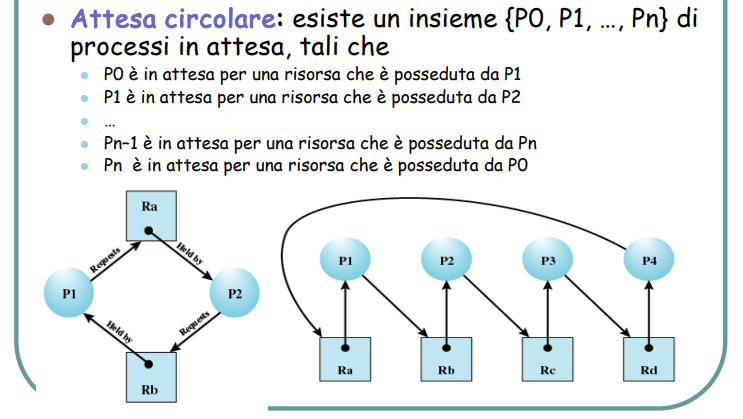 Attesa circolare: esiste un insieme {P0, P1, …, Pn} di
processi in attesa, tali che
P0 è in attesa per una risorsa che è posseduta da P1
P1 è in attesa per una risorsa che è posseduta da P2
…
Pn-1 è in attesa per una risorsa che è posseduta da Pn
Pn è in attesa per una risorsa che è posseduta da P0
Ra
Requests
Held by
P1
P2
Held by
Requests
Rb
P1
P2
P3
P4
Ra
Rb
Rc
Rd